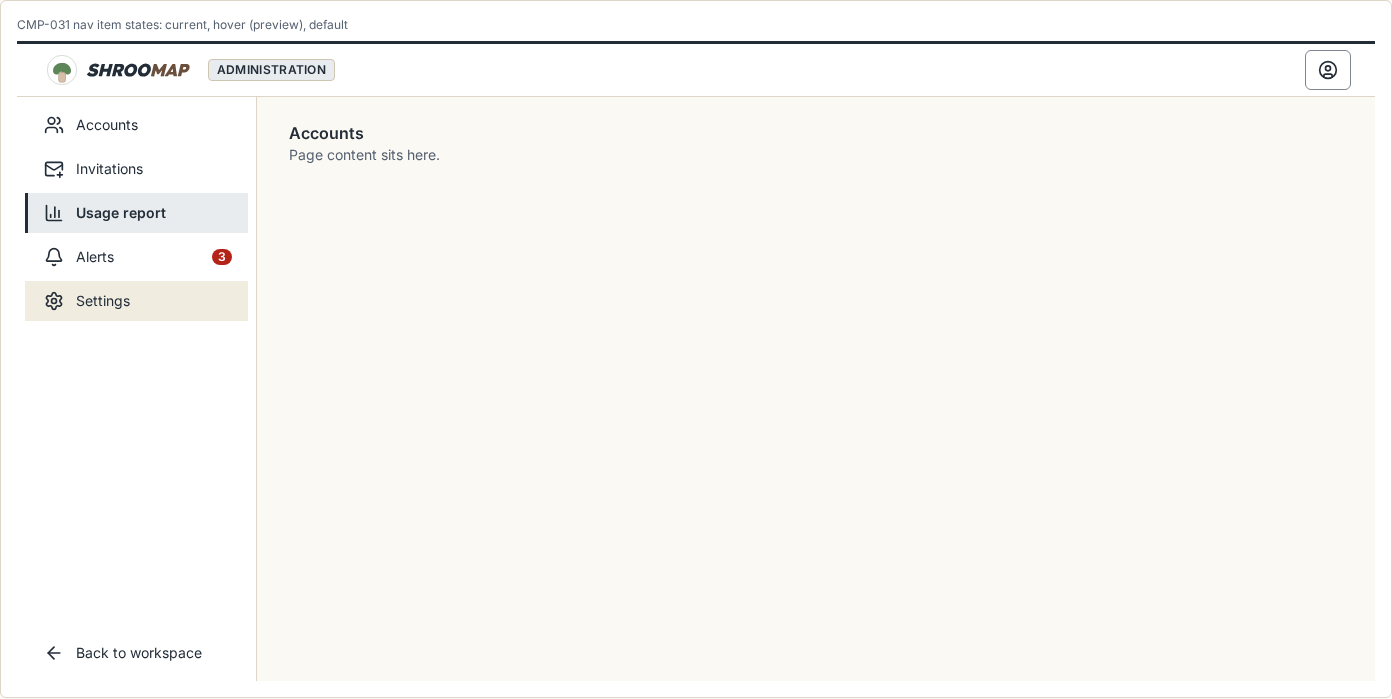 CMP-031 nav item states: current, hover (preview), default
SHROOMAP ADMINISTRATION
Accounts
Invitations
Usage report
Alerts 3
Settings
Back to workspace
Accounts
Page content sits here.